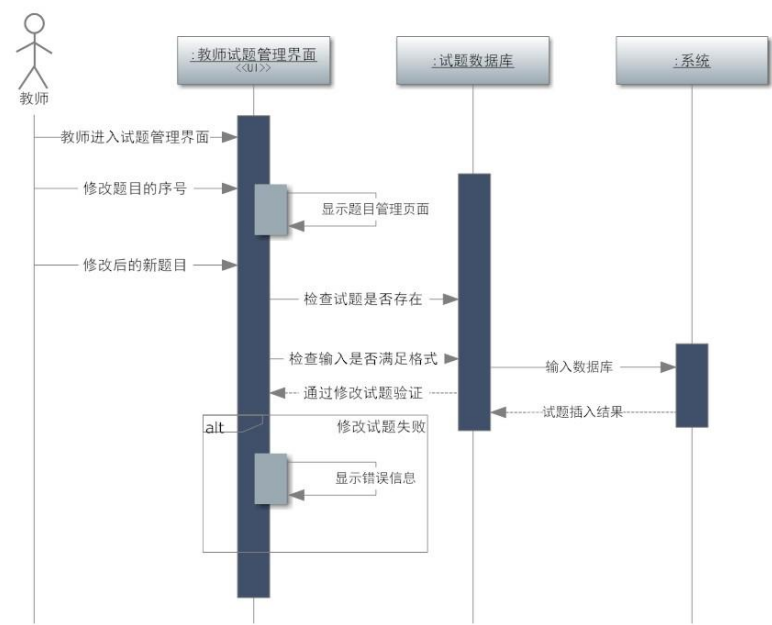 :教师试题管理界面
<<UI>>
:试题数据库
:系统
教师
教师进入试题管理界面
修改题目的序号
显示题目管理页面
修改后的新题目
检查试题是否存在
检查输入是否满足格式
输入数据库
通过修改试题验证
试题插入结果
alt
修改试题失败
显示错误信息